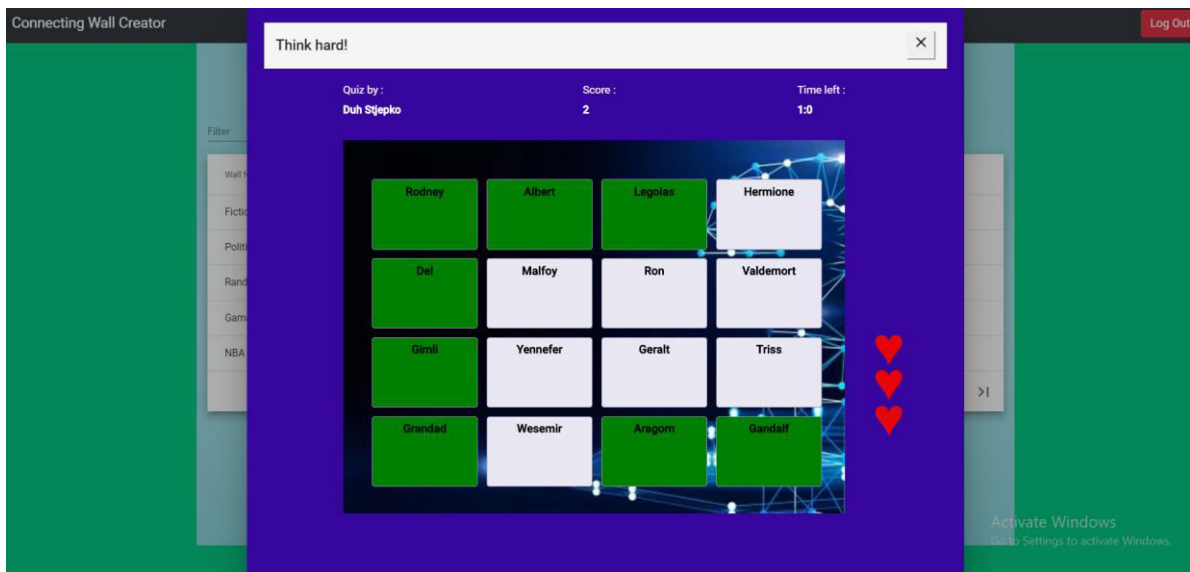 Connecting Wall Creator
Log Out
Think hard!
×
Quiz by :
Score :
Time left :
Duh Stjepko
2
1:0
Filter
Wall
Rodney
Albert
Legolas
Hermione
Del
Malfoy
Ron
Valdemort
Gimli
Yennefer
Geralt
Triss
NBA
Grandad
Wesemir
Aragorn
Gandalf
Activate Windows
Go to Settings to activate Windows.